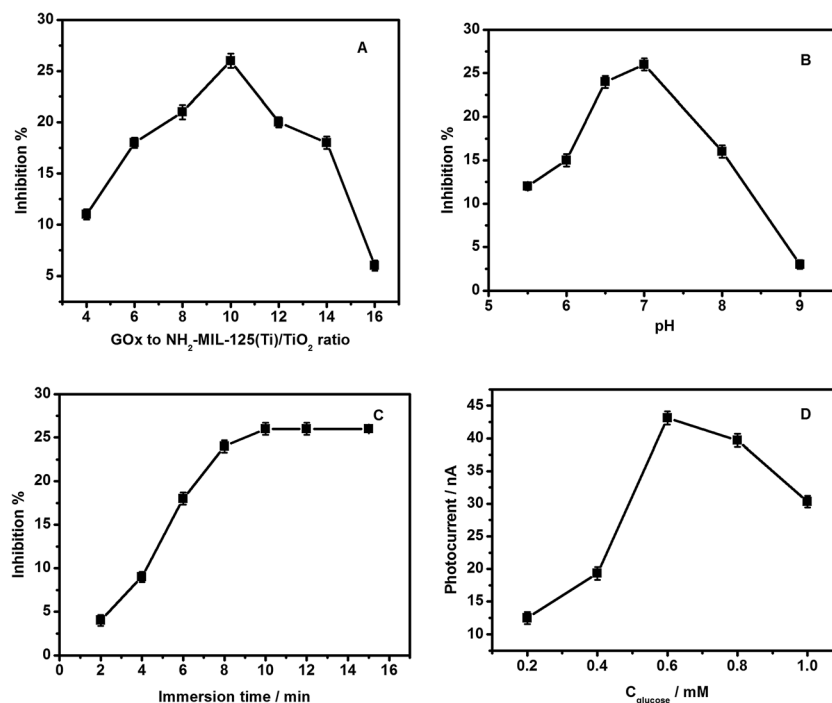 30
25
20
15
10
5
Inhibition %
A
4 6 8 10 12 14 16
GOx to NH₂-MIL-125(Ti)/TiO₂ ratio
30
25
20
15
10
5
0
Inhibition %
B
5 6 7 8 9
pH
30
25
20
15
10
5
0
Inhibition %
C
0 2 4 6 8 10 12 14 16
Immersion time / min
45
40
35
30
25
20
15
10
Photocurrent / nA
D
0.2 0.4 0.6 0.8 1.0
C glucose / mM